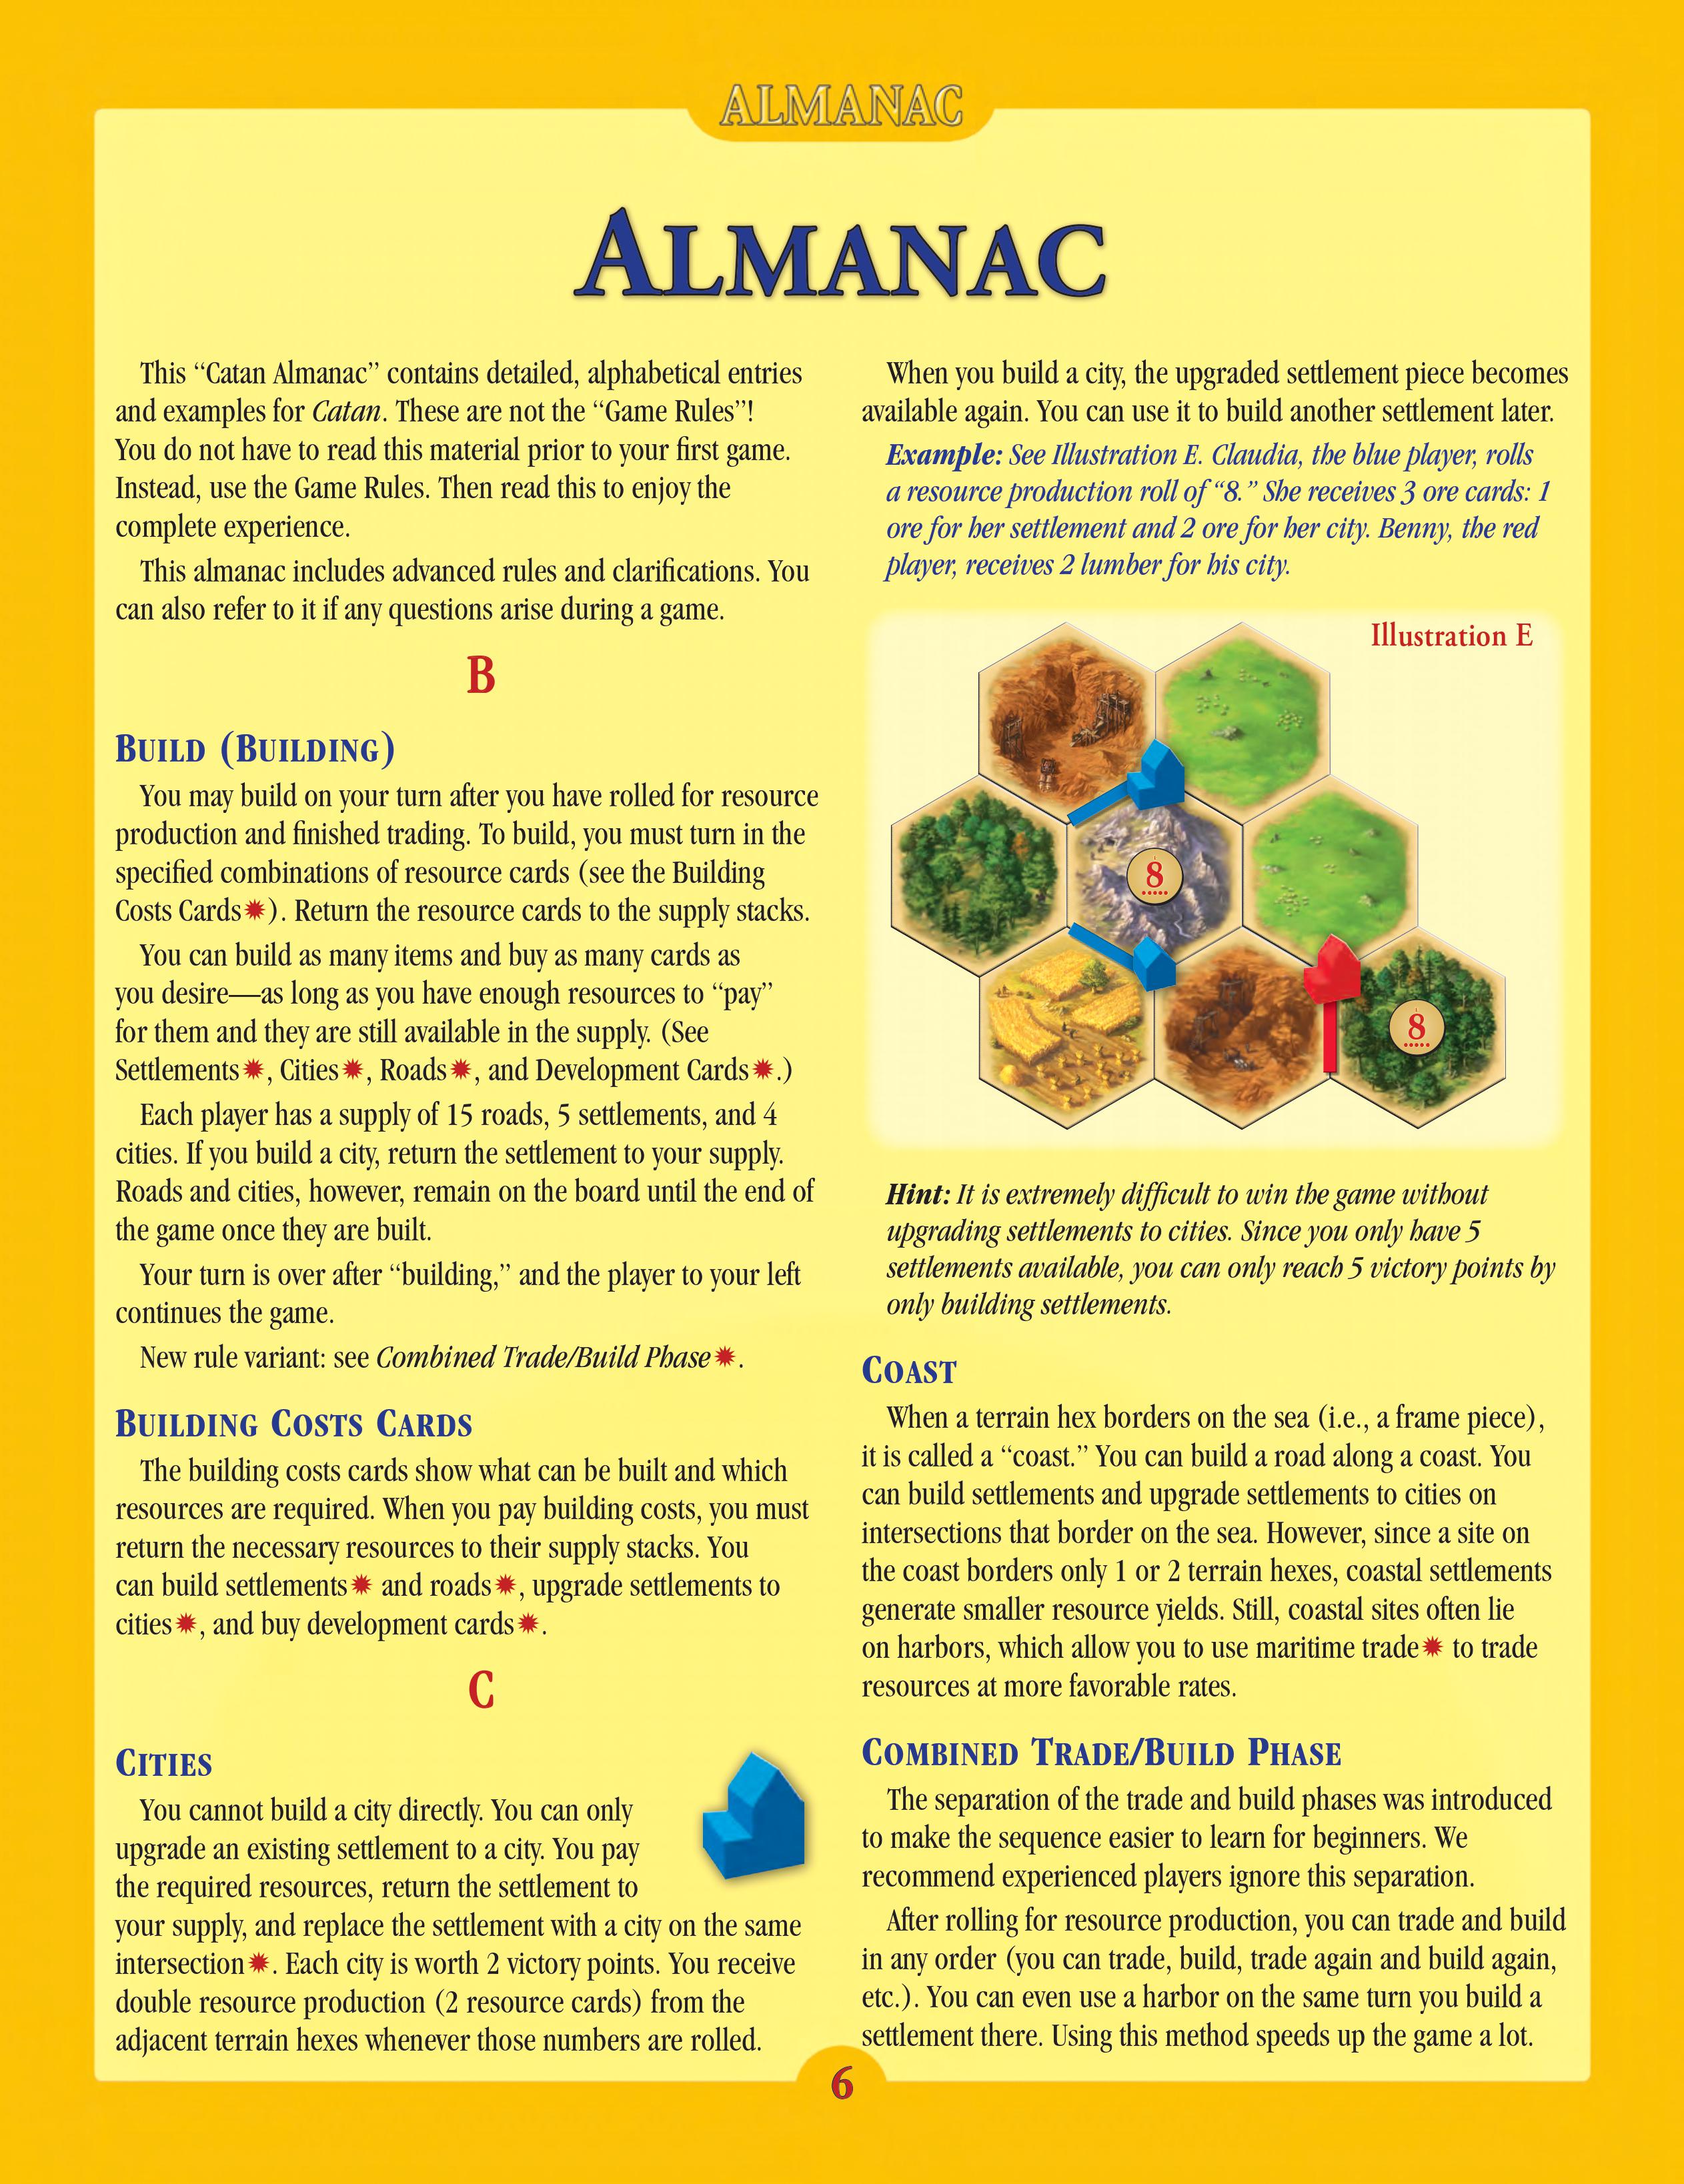 ALMANAC
ALMANAC
This “Catan Almanac” contains detailed, alphabetical entries
and examples for Catan. These are not the “Game Rules”!
You do not have to read this material prior to your first game.
Instead, use the Game Rules. Then read this to enjoy the
complete experience.
This almanac includes advanced rules and clarifications. You
can also refer to it if any questions arise during a game.
B
BUILD (BUILDING)
You may build on your turn after you have rolled for resource
production and finished trading. To build, you must turn in the
specified combinations of resource cards (see the Building
Costs Cards✹). Return the resource cards to the supply stacks.
You can build as many items and buy as many cards as
you desire—as long as you have enough resources to “pay”
for them and they are still available in the supply. (See
Settlements✹, Cities✹, Roads✹, and Development Cards✹.)
Each player has a supply of 15 roads, 5 settlements, and 4
cities. If you build a city, return the settlement to your supply.
Roads and cities, however, remain on the board until the end of
the game once they are built.
Your turn is over after “building,” and the player to your left
continues the game.
New rule variant: see Combined Trade/Build Phase✹.
BUILDING COSTS CARDS
The building costs cards show what can be built and which
resources are required. When you pay building costs, you must
return the necessary resources to their supply stacks. You
can build settlements✹ and roads✹, upgrade settlements to
cities✹, and buy development cards✹.
C
CITIES
You cannot build a city directly. You can only
upgrade an existing settlement to a city. You pay
the required resources, return the settlement to
your supply, and replace the settlement with a city on the same
intersection✹. Each city is worth 2 victory points. You receive
double resource production (2 resource cards) from the
adjacent terrain hexes whenever those numbers are rolled.
When you build a city, the upgraded settlement piece becomes
available again. You can use it to build another settlement later.
Example: See Illustration E. Claudia, the blue player, rolls
a resource production roll of “8.” She receives 3 ore cards: 1
ore for her settlement and 2 ore for her city. Benny, the red
player, receives 2 lumber for his city.
Illustration E
8
8
Hint: It is extremely difficult to win the game without
upgrading settlements to cities. Since you only have 5
settlements available, you can only reach 5 victory points by
only building settlements.
COAST
When a terrain hex borders on the sea (i.e., a frame piece),
it is called a “coast.” You can build a road along a coast. You
can build settlements and upgrade settlements to cities on
intersections that border on the sea. However, since a site on
the coast borders only 1 or 2 terrain hexes, coastal settlements
generate smaller resource yields. Still, coastal sites often lie
on harbors, which allow you to use maritime trade✹ to trade
resources at more favorable rates.
COMBINED TRADE/BUILD PHASE
The separation of the trade and build phases was introduced
to make the sequence easier to learn for beginners. We
recommend experienced players ignore this separation.
After rolling for resource production, you can trade and build
in any order (you can trade, build, trade again and build again,
etc.). You can even use a harbor on the same turn you build a
settlement there. Using this method speeds up the game a lot.
6